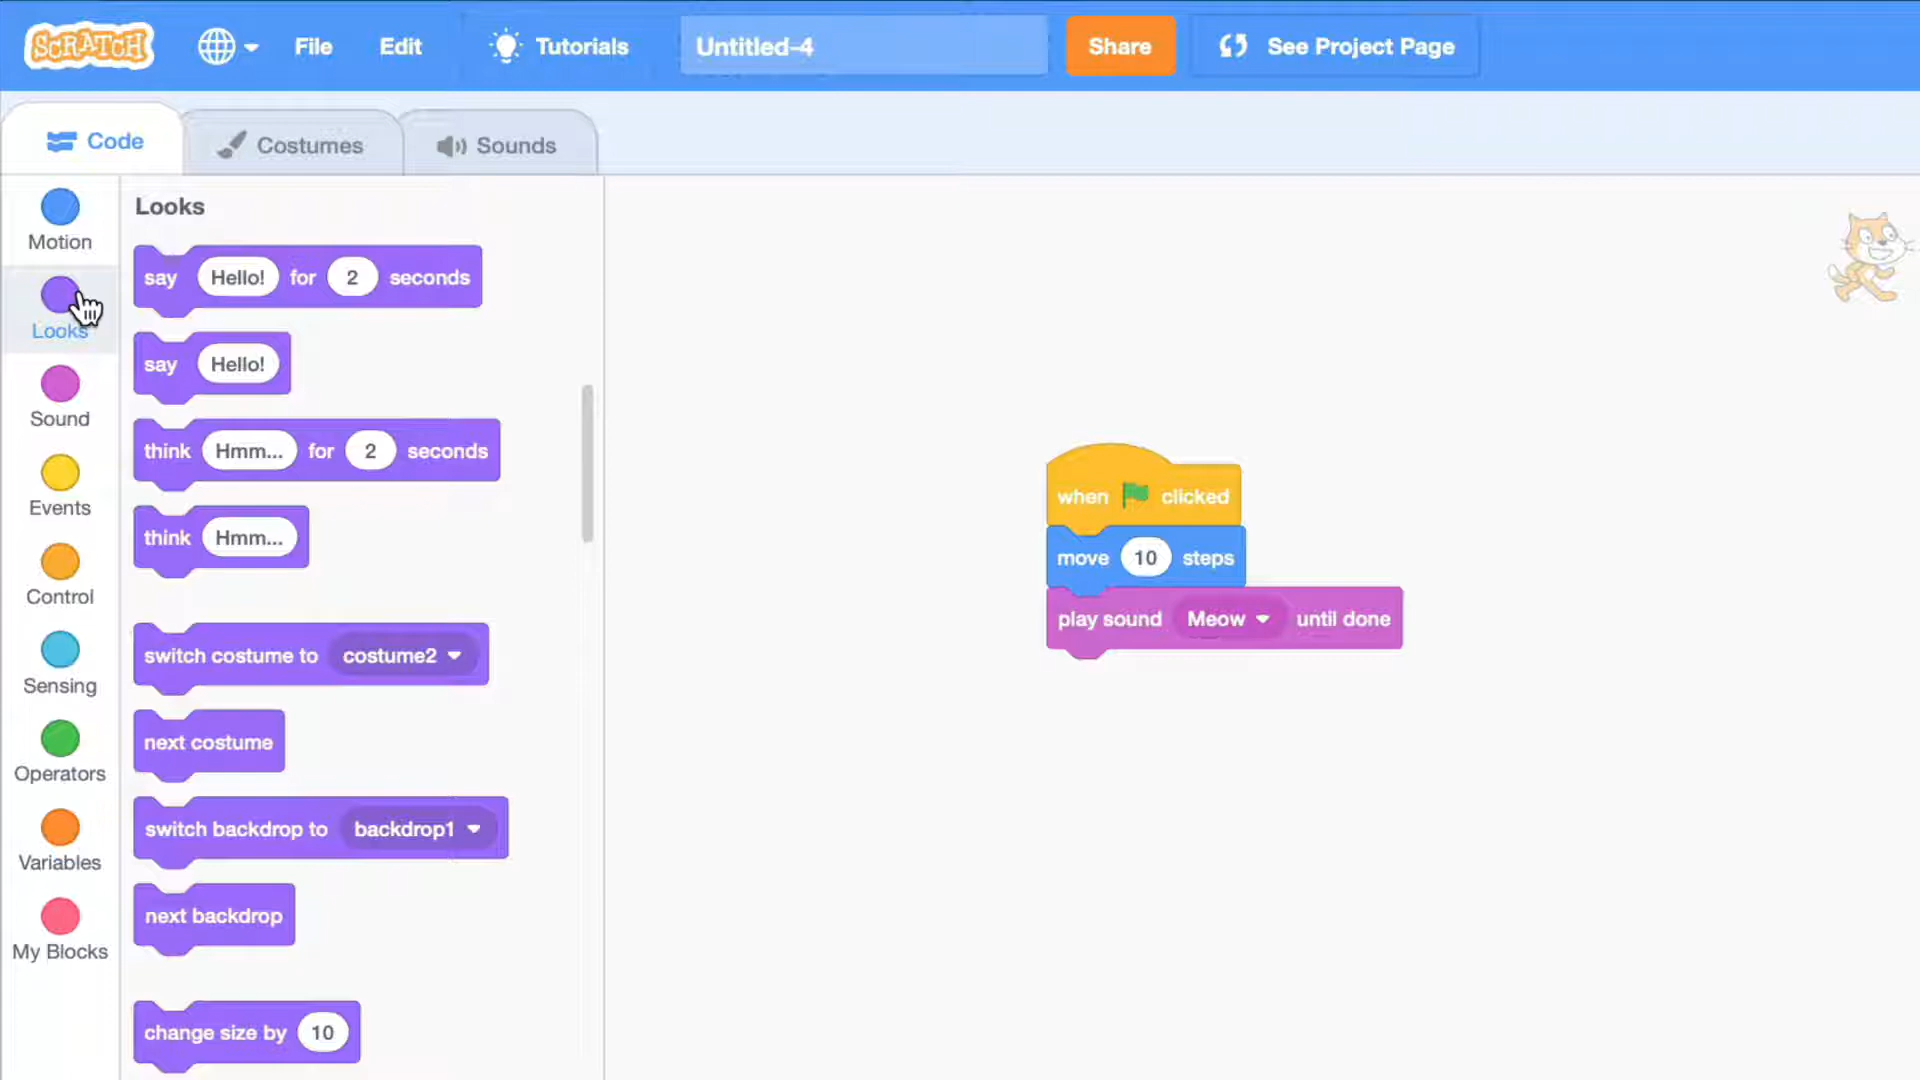 SCRATCH File Edit Tutorials Untitled-4 Share See Project Page
Code Costumes Sounds
Motion
Looks
Sound
Events
Control
Sensing
Operators
Variables
My Blocks
Looks
say Hello! for 2 seconds
say Hello!
think Hmm... for 2 seconds
think Hmm...
switch costume to costume2
next costume
switch backdrop to backdrop1
next backdrop
change size by 10
when clicked
move 10 steps
play sound Meow until done